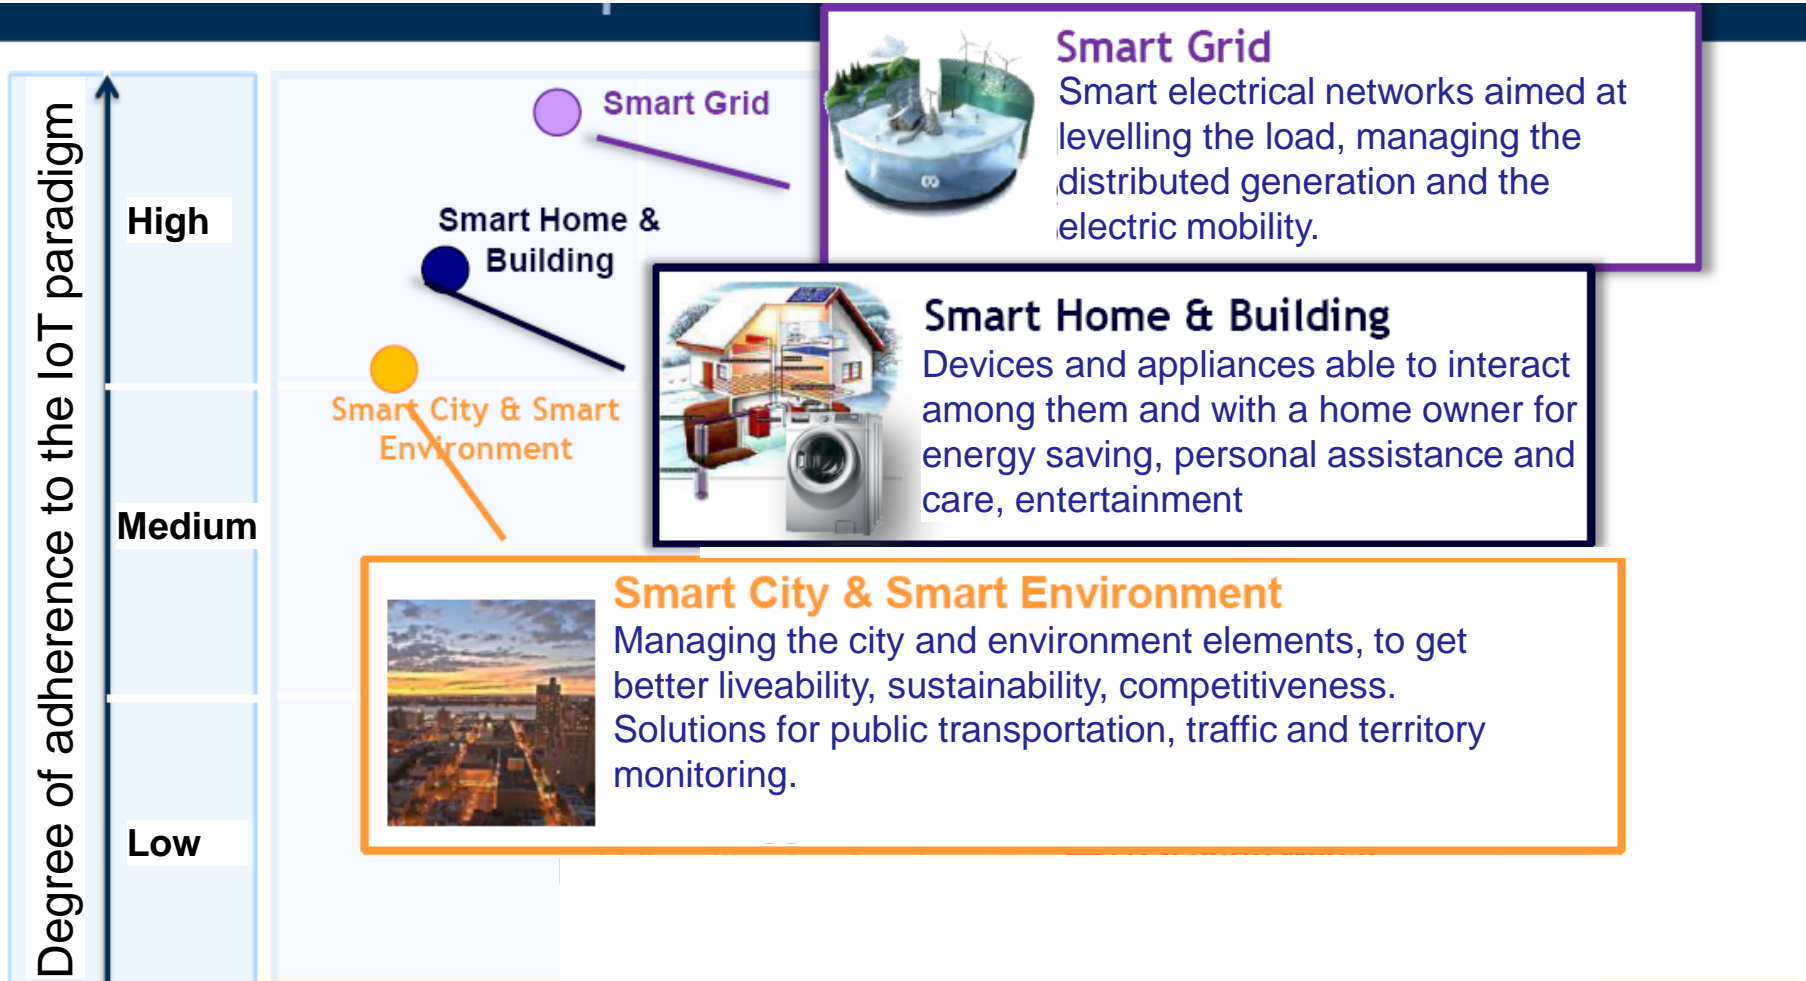 Degree of adherence to the IoT paradigm
High
Medium
Low
Smart Grid
Smart Home &
Building
Smart City & Smart
Environment
Smart Grid
Smart electrical networks aimed at
levelling the load, managing the
distributed generation and the
electric mobility.
Smart Home & Building
Devices and appliances able to interact
among them and with a home owner for
energy saving, personal assistance and
care, entertainment
Smart City & Smart Environment
Managing the city and environment elements, to get
better liveability, sustainability, competitiveness.
Solutions for public transportation, traffic and territory
monitoring.